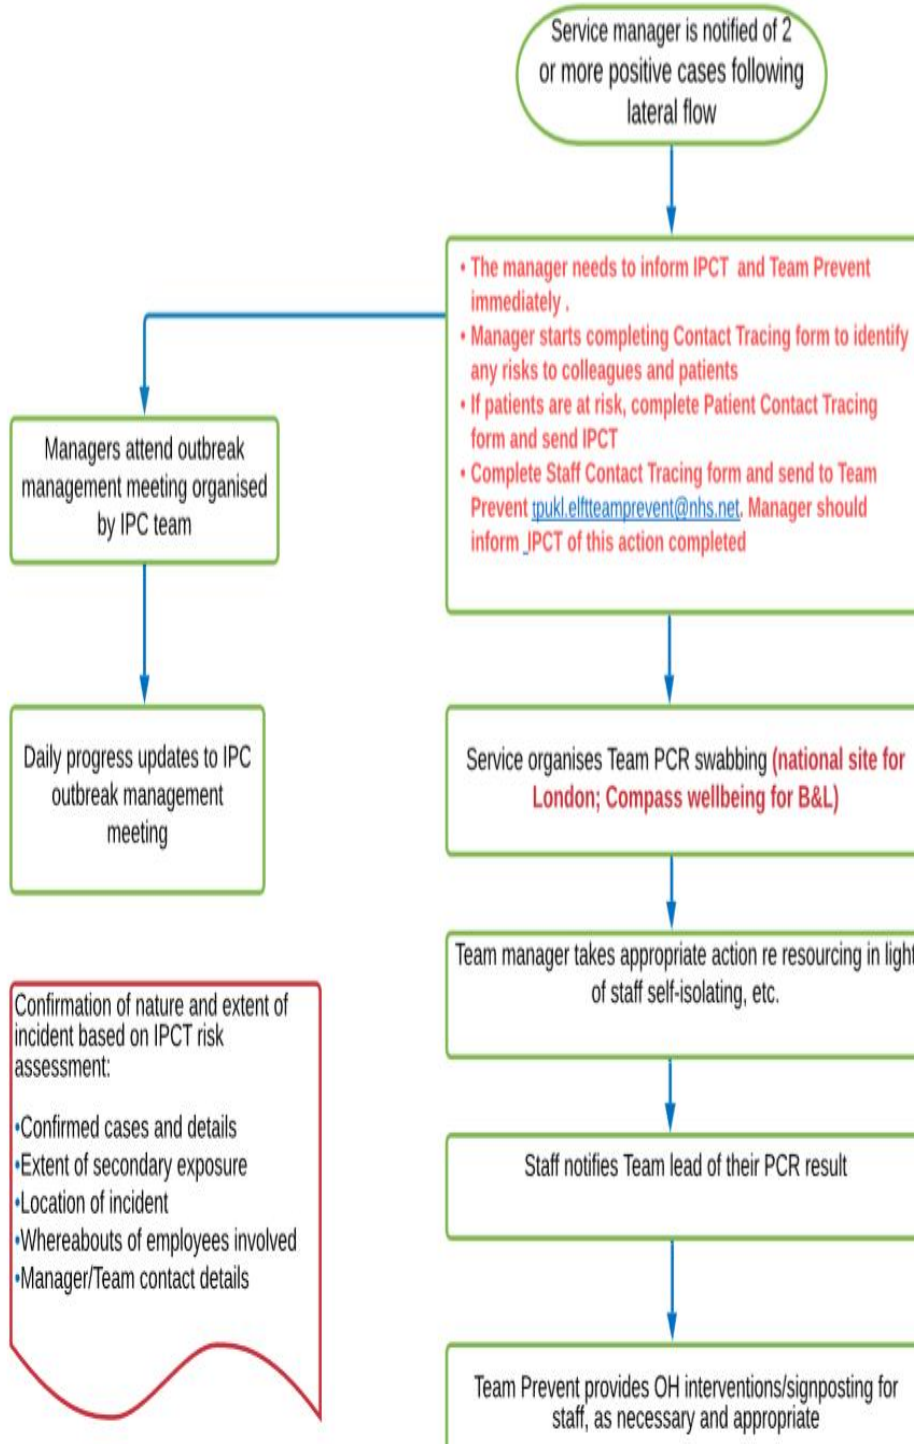 Service manager is notified of 2
or more positive cases following
lateral flow
• The manager needs to inform IPCT and Team Prevent
immediately .
• Manager starts completing Contact Tracing form to identify
any risks to colleagues and patients
• If patients are at risk, complete Patient Contact Tracing
form and send IPCT
• Complete Staff Contact Tracing form and send to Team
Prevent tpukl.elftteamprevent@nhs.net. Manager should
inform IPCT of this action completed
Managers attend outbreak
management meeting organised
by IPC team
Daily progress updates to IPC
outbreak management
meeting
Service organises Team PCR swabbing (national site for
London; Compass wellbeing for B&L)
Team manager takes appropriate action re resourcing in light
of staff self-isolating, etc.
Confirmation of nature and extent of
incident based on IPCT risk
assessment:
•Confirmed cases and details
•Extent of secondary exposure
•Location of incident
•Whereabouts of employees involved
•Manager/Team contact details
Staff notifies Team lead of their PCR result
Team Prevent provides OH interventions/signposting for
staff, as necessary and appropriate